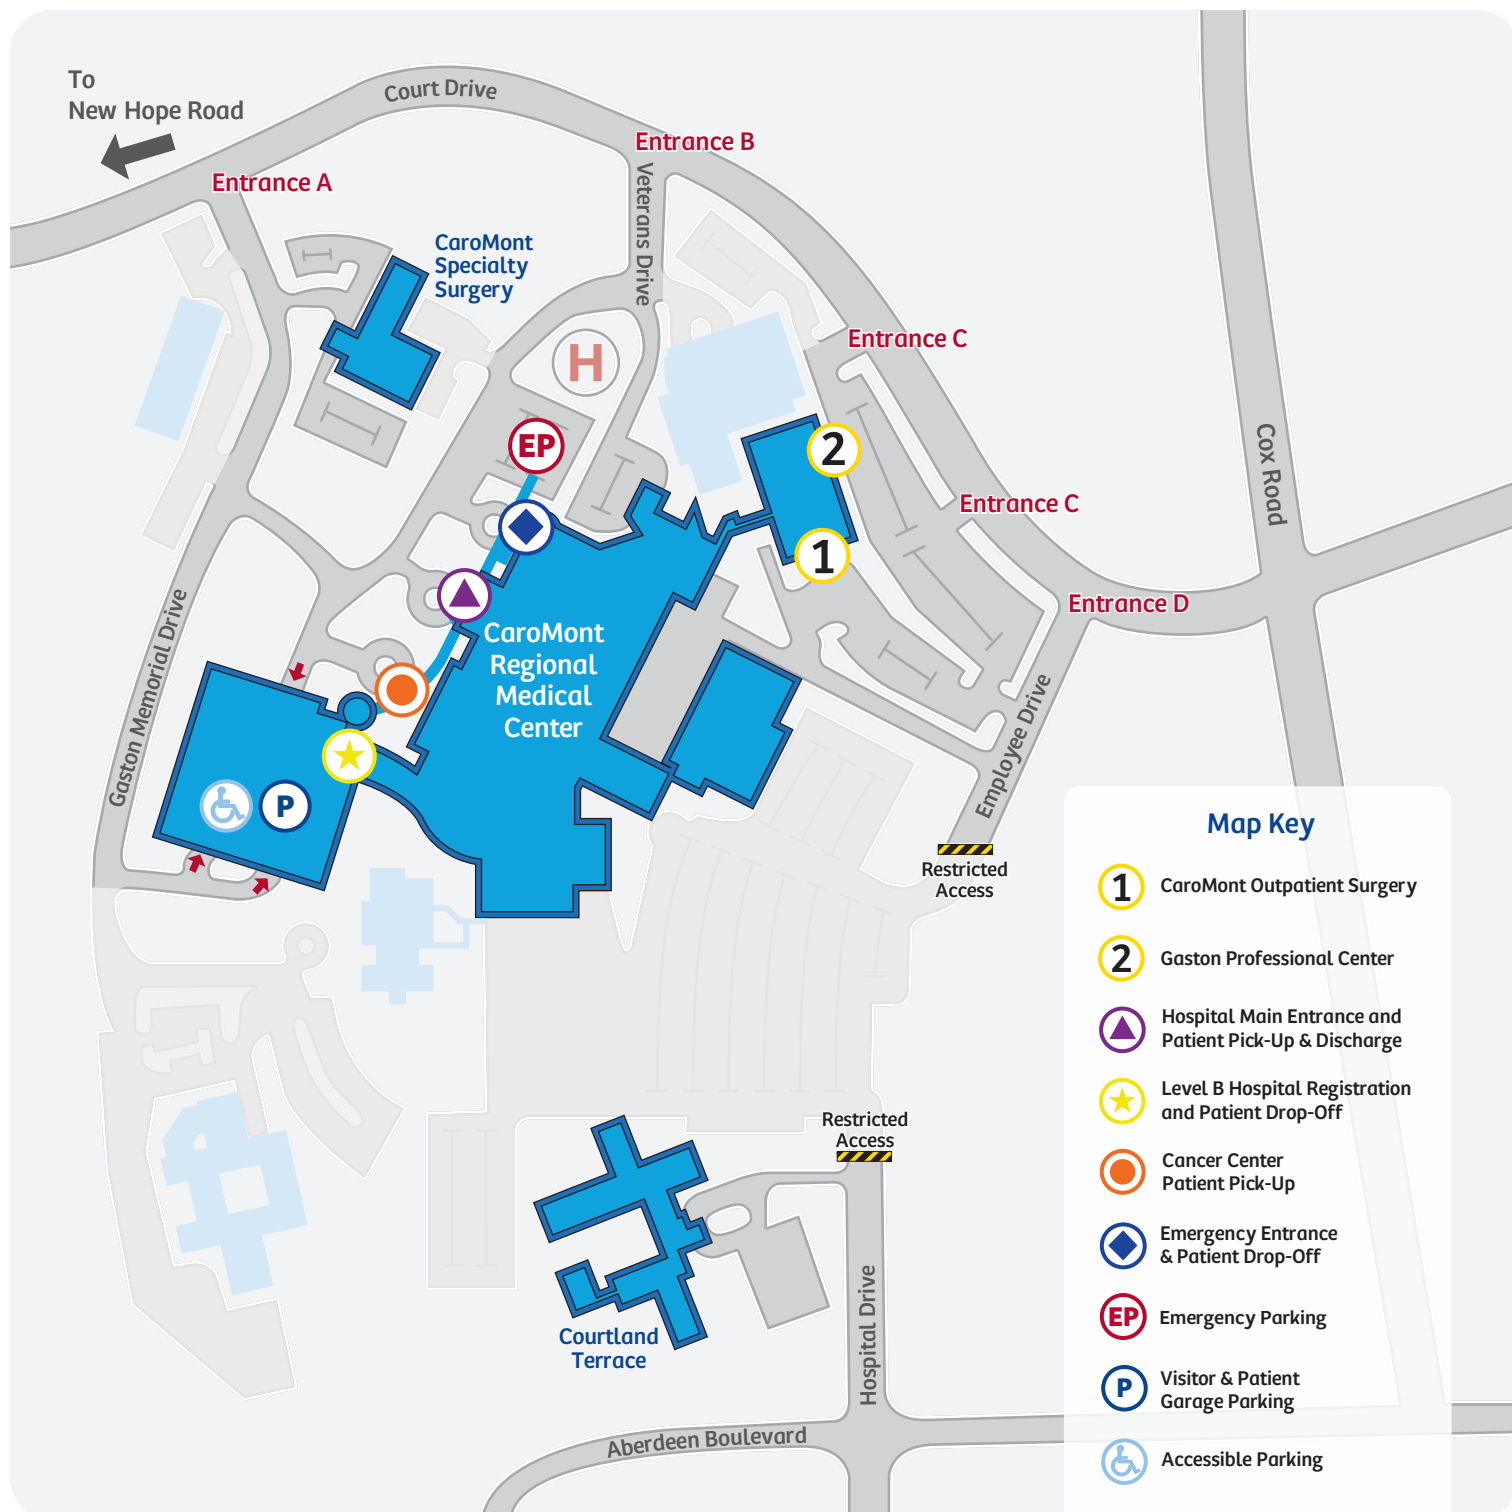 To
New Hope Road
Court Drive
Entrance B
Entrance A
Veterans Drive
CaroMont
Specialty
Surgery
H
Entrance C
EP
2
Cox Road
Entrance C
1
Entrance D
CaroMont
Regional
Medical
Center
Gaston Memorial Drive
Employee Drive
P
Restricted
Access
Restricted
Access
Courtland
Terrace
Hospital Drive
Aberdeen Boulevard
Map Key
1 CaroMont Outpatient Surgery
2 Gaston Professional Center
Hospital Main Entrance and
Patient Pick-Up & Discharge
Level B Hospital Registration
and Patient Drop-Off
Cancer Center
Patient Pick-Up
Emergency Entrance
& Patient Drop-Off
EP Emergency Parking
P Visitor & Patient
Garage Parking
Accessible Parking